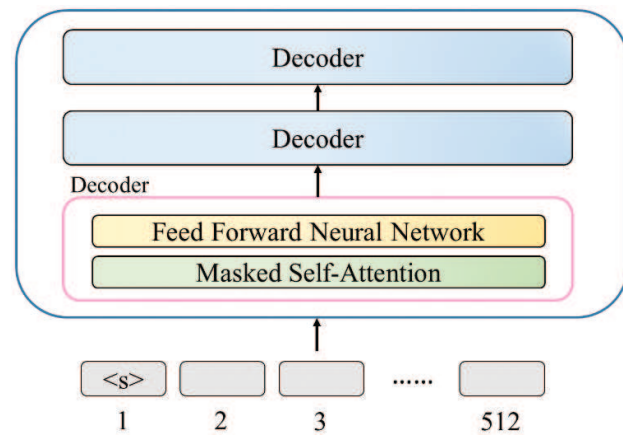 Decoder
Decoder
Decoder
Feed Forward Neural Network
Masked Self-Attention
<s> ......
1 2 3 512